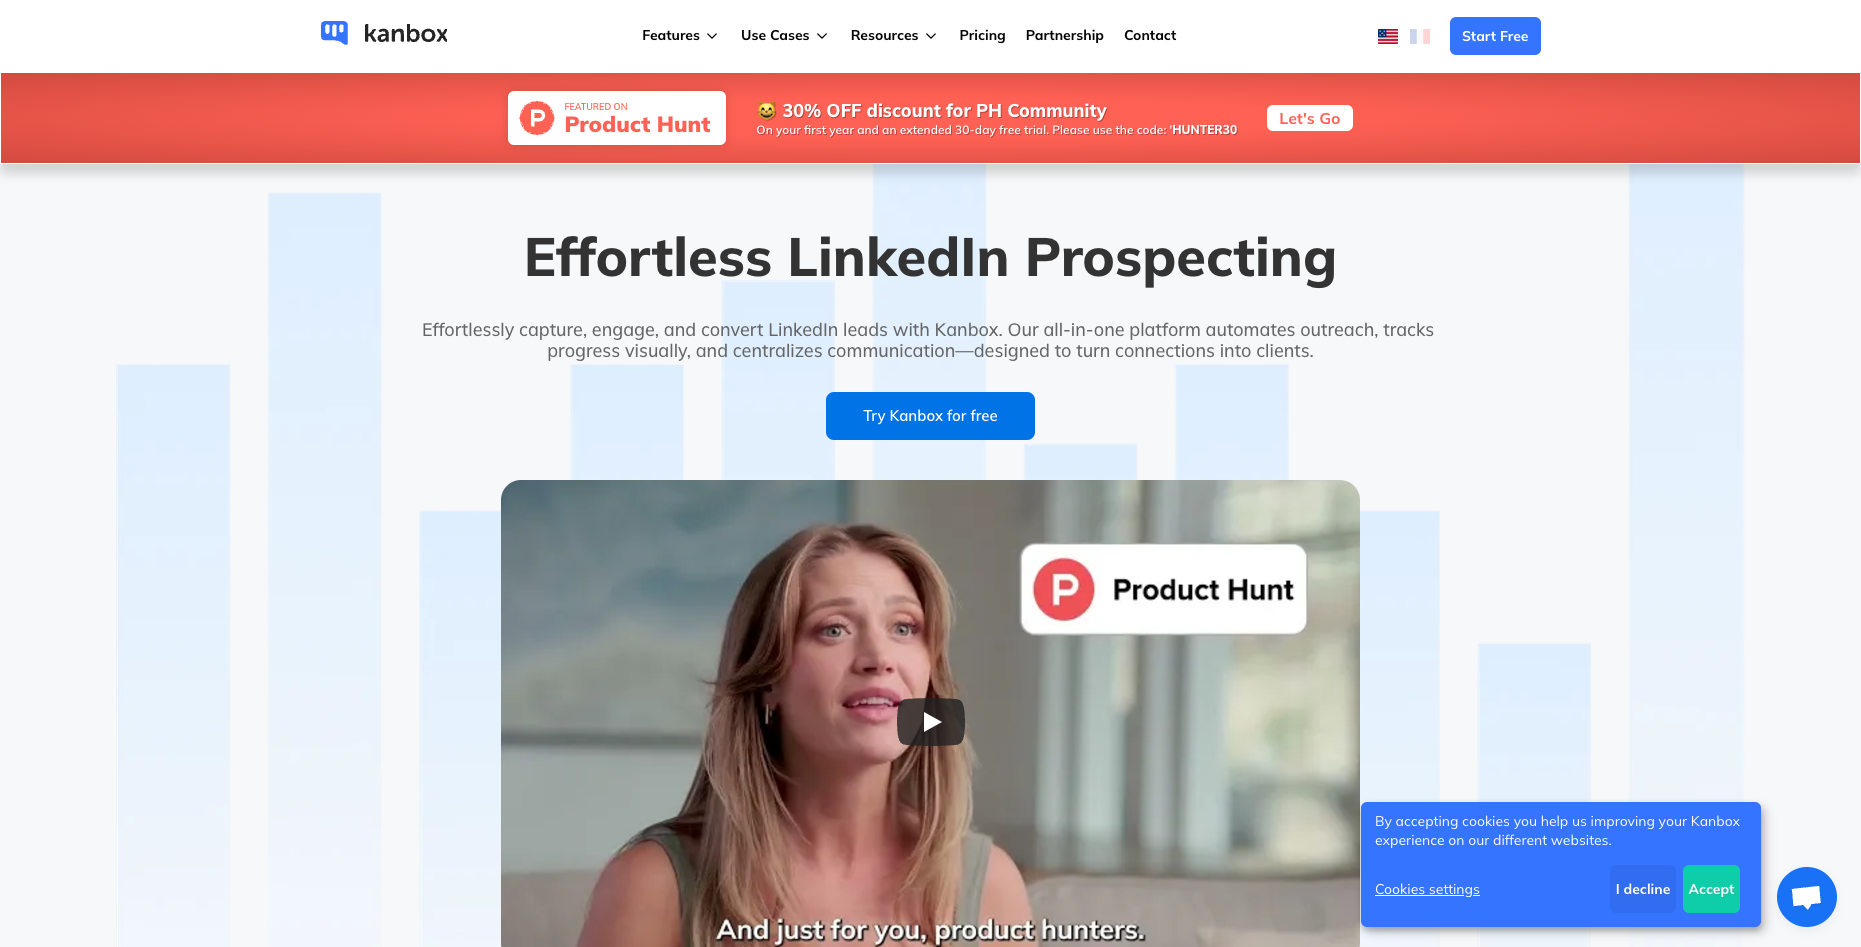 kanbox
Features
Use Cases
Resources
Pricing
Partnership
Contact
Start Free
P
FEATURED ON
Product Hunt
😸 30% OFF discount for PH Community
On your first year and an extended 30-day free trial. Please use the code: 'HUNTER30
Let's Go
Effortless LinkedIn Prospecting
Effortlessly capture, engage, and convert LinkedIn leads with Kanbox. Our all-in-one platform automates outreach, tracks
progress visually, and centralizes communication—designed to turn connections into clients.
Try Kanbox for free
P Product Hunt
And just for you, product hunters.
By accepting cookies you help us improving your Kanbox
experience on our different websites.
Cookies settings
I decline
Accept